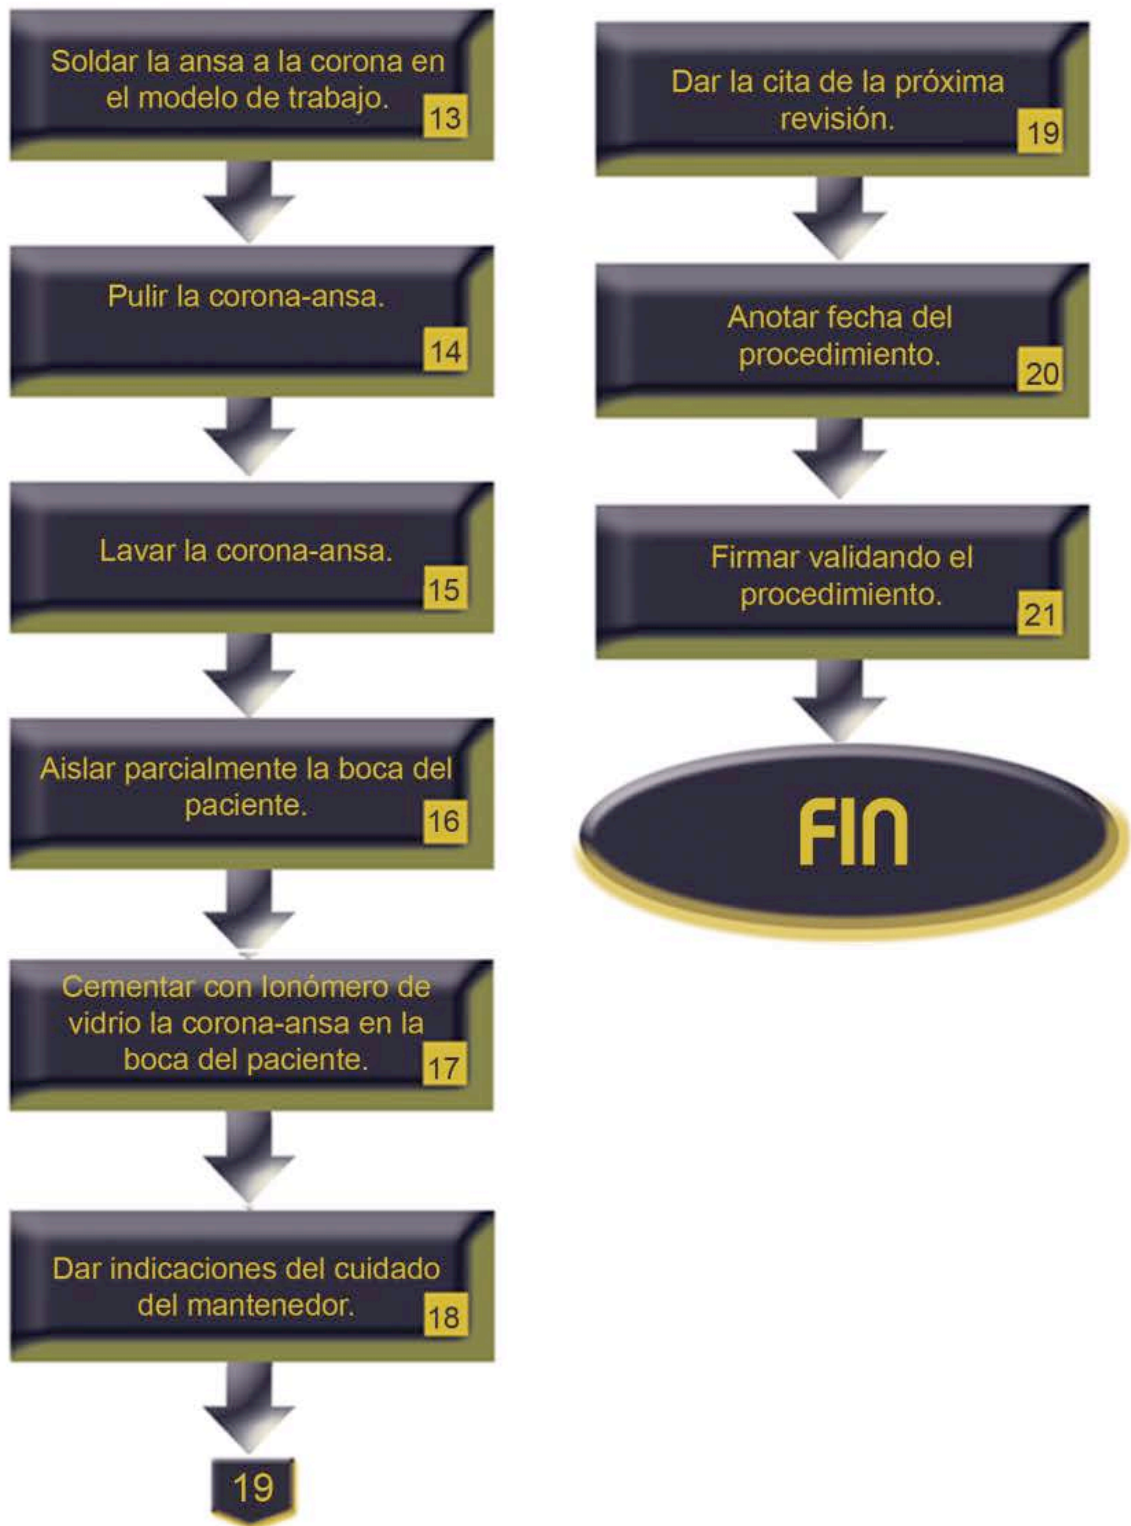 Soldar la ansa a la corona en
el modelo de trabajo.
13
Pulir la corona-ansa.
14
Lavar la corona-ansa.
15
Aislar parcialmente la boca del
paciente.
16
Cementar con Ionómero de
vidrio la corona-ansa en la
boca del paciente.
17
Dar indicaciones del cuidado
del mantenedor.
18
19
Dar la cita de la próxima
revisión.
19
Anotar fecha del
procedimiento.
20
Firmar validando el
procedimiento.
21
FIN